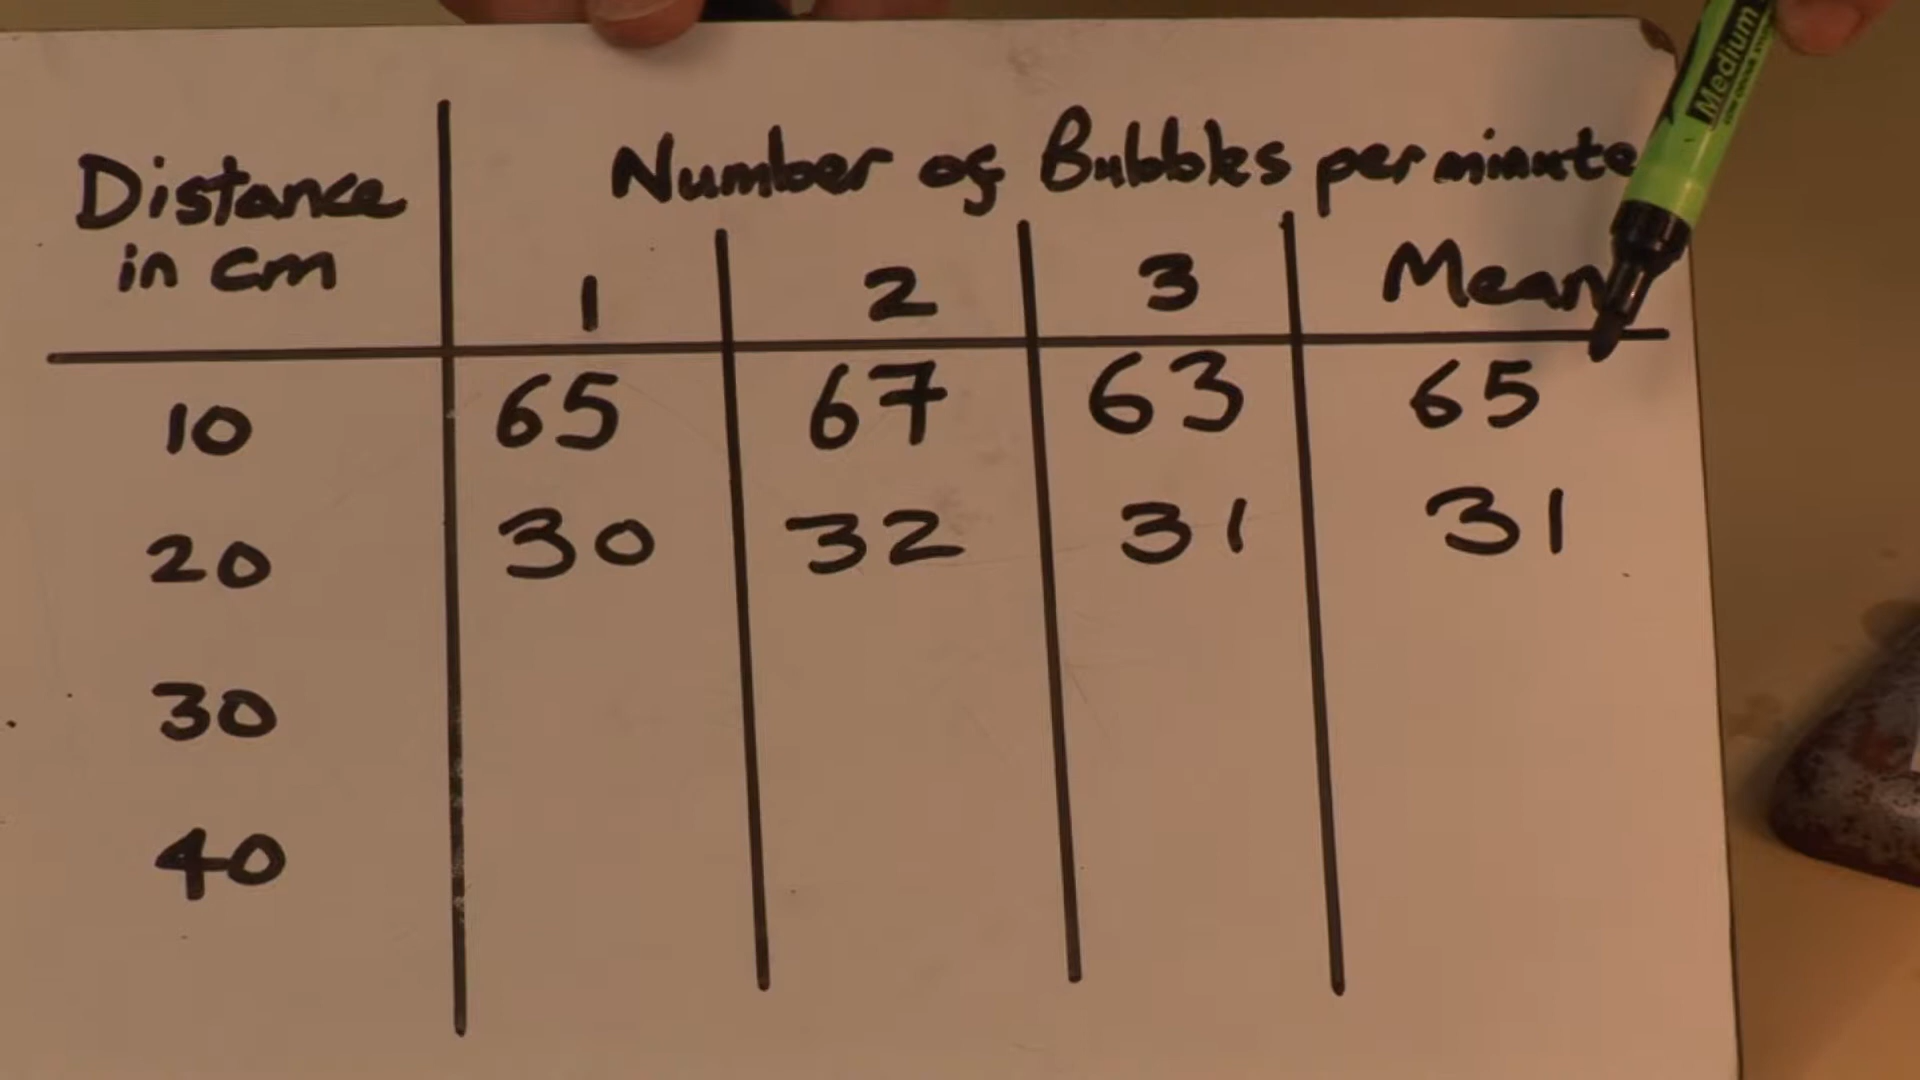 Distance
in cm
Number of Bubbles per minute
1 2 3 Mean
10 65 67 63 65
20 30 32 31 31
30
40
Medium